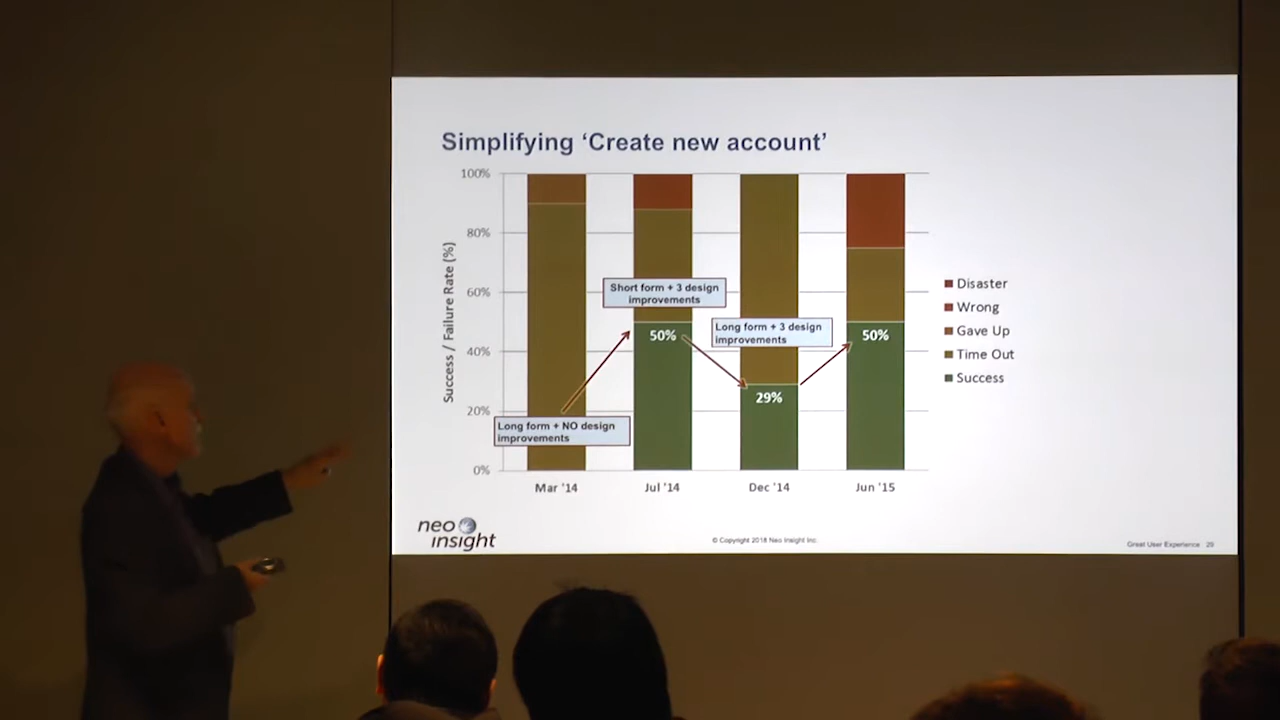 Simplifying ‘Create new account’
Success / Failure Rate (%)
100%
80%
60%
40%
20%
0%
Short form + 3 design
improvements
Long form + 3 design
improvements
Long form + NO design
improvements
50%
29%
50%
Mar '14
Jul '14
Dec '14
Jun '15
Disaster
Wrong
Gave Up
Time Out
Success
neo
insight
© Copyright 2018 Neo Insight Inc.
Great User Experience 29